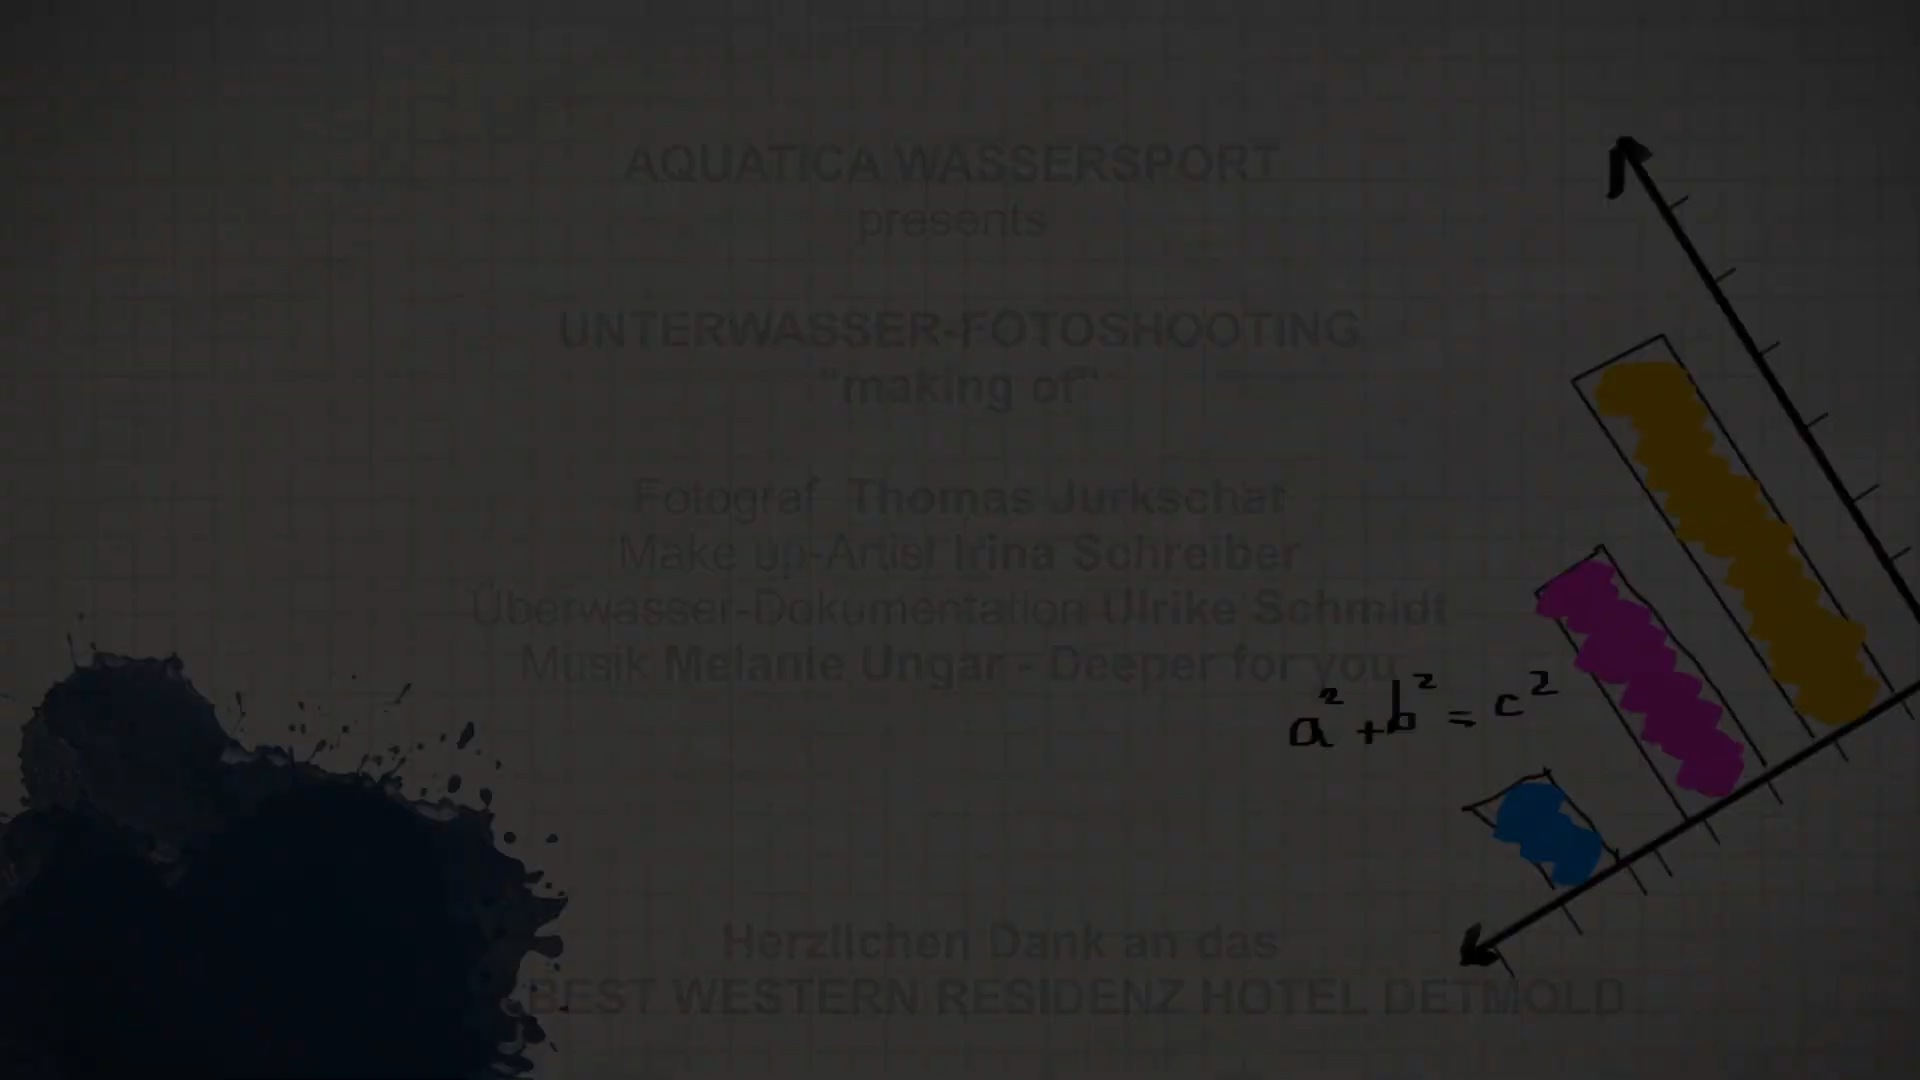 AQUATICA WASSERSPORT
presents
UNTERWASSER-FOTOSHOOTING
"making of"
Fotograf Thomas Jurkschat
Make up-Artist Irina Schreiber
Überwasser-Dokumentation Ulrike Schmidt
Musik Melanie Ungar - Deeper for you
a² + b² = c²
Herzlichen Dank an das
BEST WESTERN RESIDENZ HOTEL DETMOLD